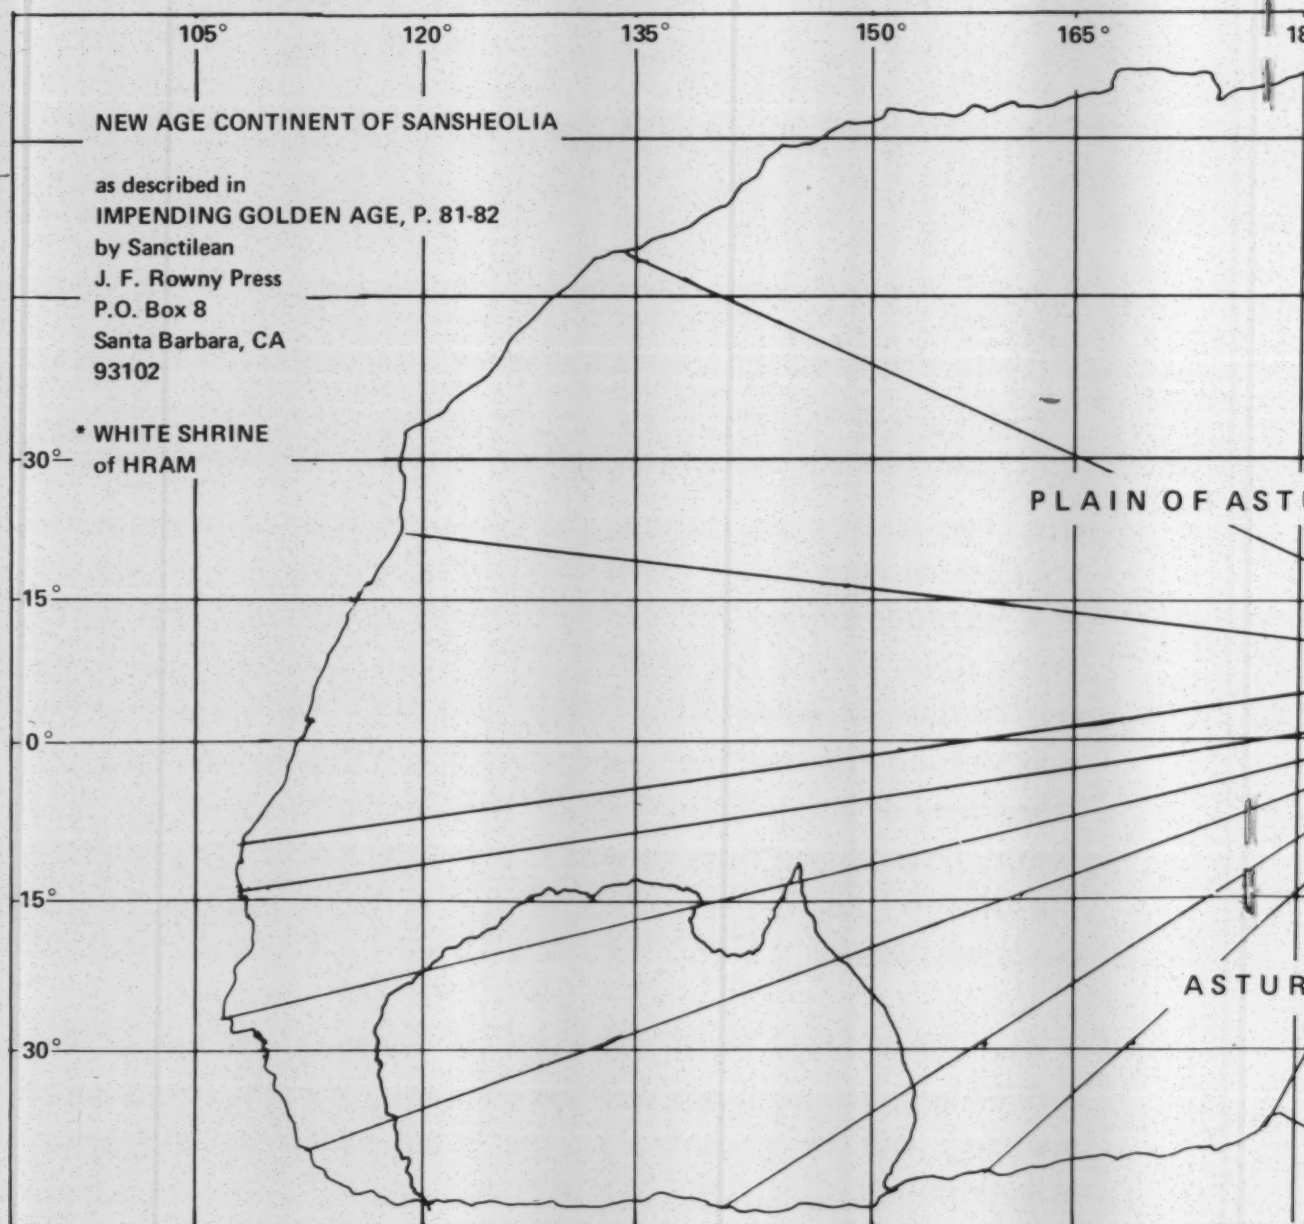 105° 120° 135° 150° 165° 18
NEW AGE CONTINENT OF SANSHEOLIA
as described in
IMPENDING GOLDEN AGE, P. 81-82
by Sanctilean
J. F. Rowny Press
P.O. Box 8
Santa Barbara, CA
93102
* WHITE SHRINE
of HRAM
30°
PLAIN OF AST
15°
0°
15°
ASTUR
30°